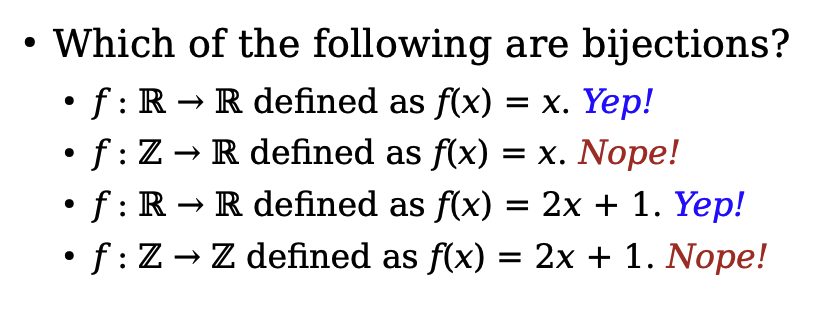 • Which of the following are bijections?
• f : ℝ → ℝ defined as f(x) = x. Yep!
• f : ℤ → ℝ defined as f(x) = x. Nope!
• f : ℝ → ℝ defined as f(x) = 2x + 1. Yep!
• f : ℤ → ℤ defined as f(x) = 2x + 1. Nope!